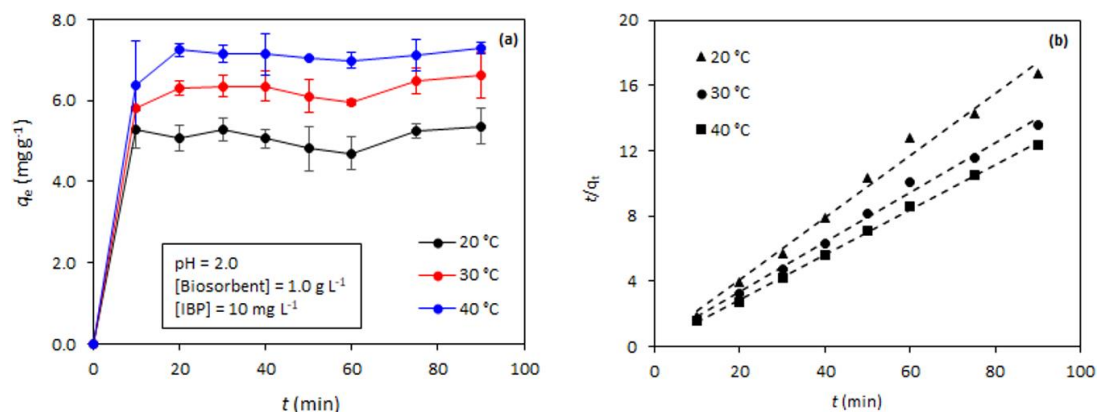 (a)
8.0
6.0
4.0
2.0
0.0
qe (mg g-1)
20 °C
30 °C
40 °C
pH = 2.0
[Biosorbent] = 1.0 g L-1
[IBP] = 10 mg L-1
0 20 40 60 80 100
t (min)
(b)
20
16
12
8
4
0
t/qt
20 °C
30 °C
40 °C
0 20 40 60 80 100
t (min)